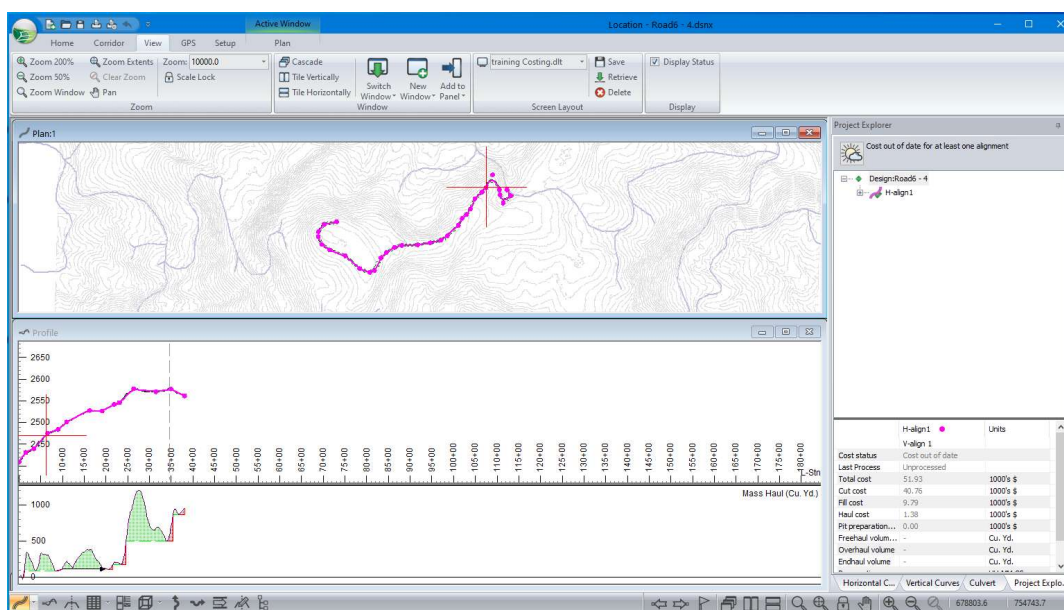 Active Window
Location - Road6 - 4.dsnx
Home Corridor View GPS Setup Plan
Zoom 200% Zoom Extents Zoom: 10000.0
Zoom 50% Clear Zoom Scale Lock
Zoom Window Pan
Zoom
Cascade
Tile Vertically
Tile Horizontally
Switch Window
New Window
Add to Panel
Window
training Costing.dlt
Save
Retrieve
Delete
Screen Layout
Display Status
Display
Plan:1
Profile
2650
2600
2550
2500
2450
10+00 15+00 20+00 25+00 30+00 35+00 40+00 45+00 50+00 55+00 60+00 65+00 70+00 75+00 80+00 85+00 90+00 95+00 100+00 105+00 110+00 115+00 120+00 125+00 130+00 135+00 140+00 145+00 150+00 155+00 160+00 165+00 170+00 175+00 180+00
L-Stn
Mass Haul (Cu. Yd.)
1000
500
0
Project Explorer
Cost out of date for at least one alignment
Design:Road6 - 4
H-align1
H-align1 Units
V-align 1
Cost status Cost out of date
Last Process Unprocessed
Total cost 51.93 1000's $
Cut cost 40.76 1000's $
Fill cost 9.79 1000's $
Haul cost 1.38 1000's $
Pit preparation... 0.00 1000's $
Freehaul volum... - Cu. Yd.
Overhaul volume - Cu. Yd.
Endhaul volume - Cu. Yd.
Horizontal C... Vertical Curves Culvert Project Explo...
678803.6 754743.7